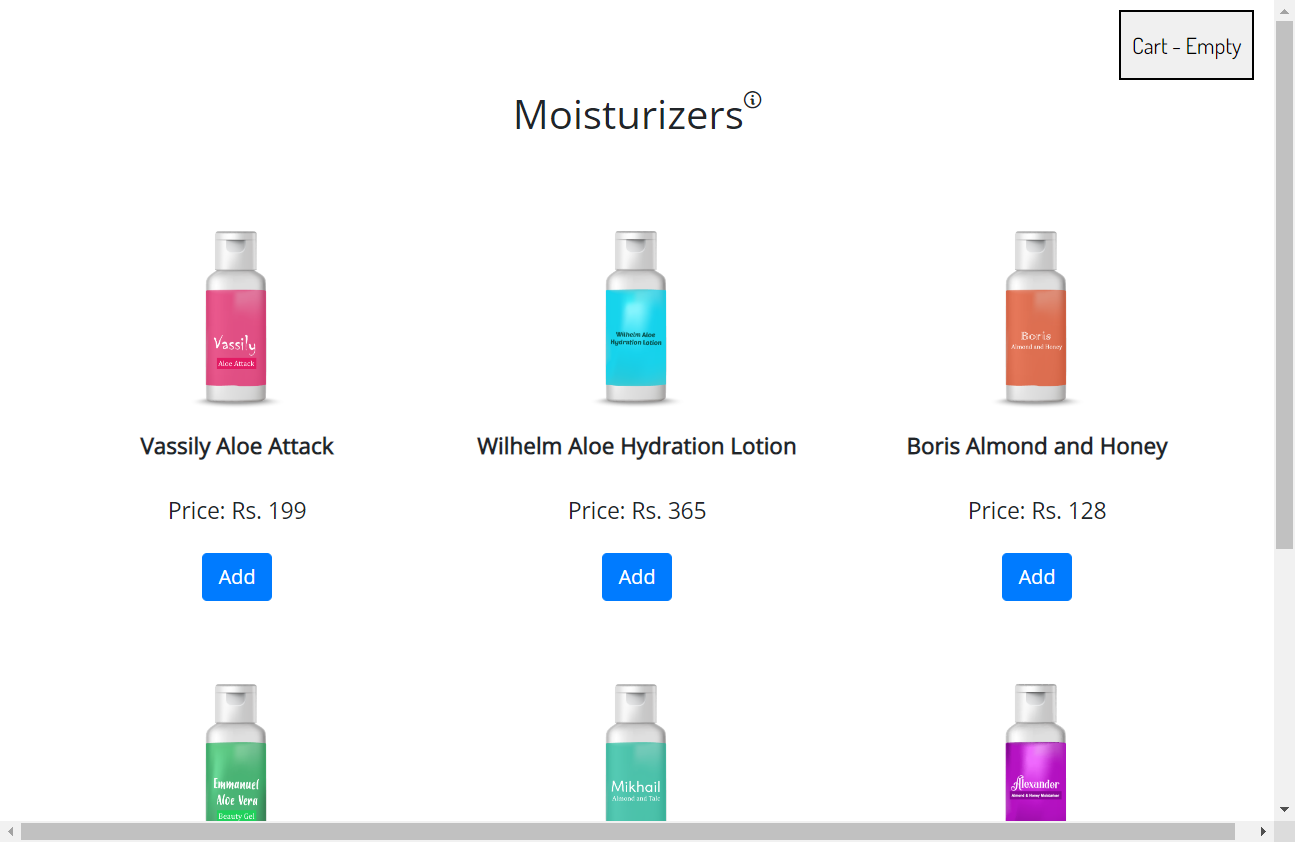 Cart - Empty
Moisturizers
Vassily
Aloe Attack
Wilhelm Aloe
Hydration Lotion
Boris
Almond and Honey
Vassily Aloe Attack
Wilhelm Aloe Hydration Lotion
Boris Almond and Honey
Price: Rs. 199
Price: Rs. 365
Price: Rs. 128
Add
Add
Add
Emmanuel
Aloe Vera
Beauty Gel
Mikhail
Almond and Talc
Alexander
Almond & Honey Moisturizer